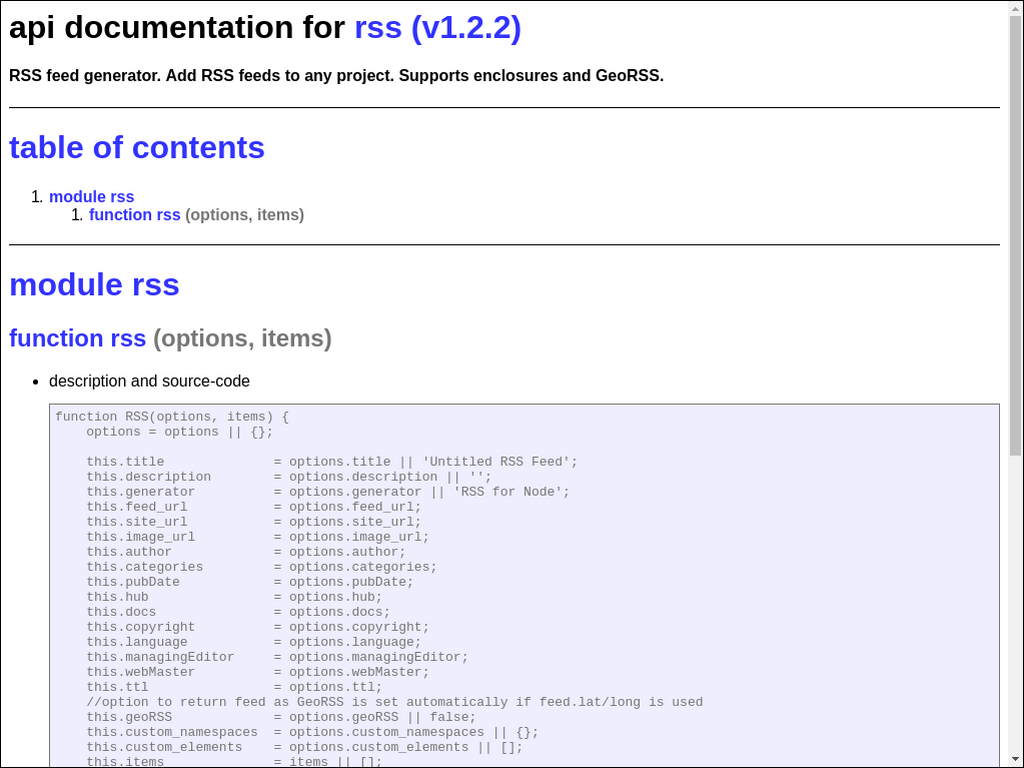 api documentation for rss (v1.2.2)
RSS feed generator. Add RSS feeds to any project. Supports enclosures and GeoRSS.
table of contents
1. module rss
1. function rss (options, items)
module rss
function rss (options, items)
• description and source-code
function RSS(options, items) {
    options = options || {};
    this.title              = options.title || 'Untitled RSS Feed';
    this.description        = options.description || '';
    this.generator          = options.generator || 'RSS for Node';
    this.feed_url           = options.feed_url;
    this.site_url           = options.site_url;
    this.image_url          = options.image_url;
    this.author             = options.author;
    this.categories         = options.categories;
    this.pubDate            = options.pubDate;
    this.hub                = options.hub;
    this.docs               = options.docs;
    this.copyright          = options.copyright;
    this.language           = options.language;
    this.managingEditor     = options.managingEditor;
    this.webMaster          = options.webMaster;
    this.ttl                = options.ttl;
    //option to return feed as GeoRSS is set automatically if feed.lat/long is used
    this.geoRSS             = options.geoRSS || false;
    this.custom_namespaces  = options.custom_namespaces || {};
    this.custom_elements    = options.custom_elements || [];
    this.items              = items || [];